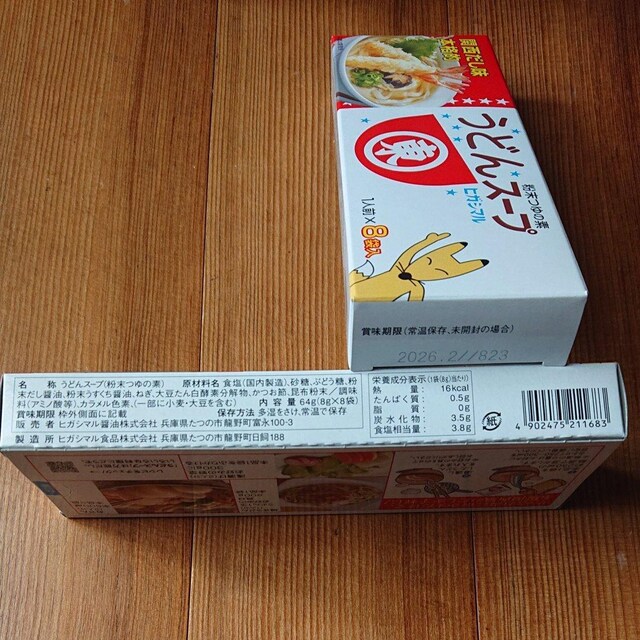 関西だし味
本格的
うどんスープ
粉末つゆの素
ヒガシマル
東
1人前×8袋入
賞味期限(常温保存、未開封の場合)
2026.2//823
名 称 うどんスープ(粉末つゆの素) 原材料名 食塩(国内製造)、砂糖、ぶどう糖、粉
末だし醤油、粉末うすくち醤油、ねぎ、大豆たん白酵素分解物、かつお節、昆布粉末/調味
料(アミノ酸等)、カラメル色素、(一部に小麦・大豆を含む) 内 容 量 64g(8g×8袋)
賞味期限 枠外側面に記載 保存方法 多湿をさけ、常温で保存
販 売 者 ヒガシマル醤油株式会社 兵庫県たつの市龍野町富永100-3
製 造 所 ヒガシマル食品株式会社 兵庫県たつの市龍野町日飼188
栄養成分表示(1袋(8g)当たり)
熱 量: 16kcal
たんぱく質: 0.5g
脂 質: 0g
炭水化物: 3.5g
食塩相当量: 3.8g
紙
4 902475 211683